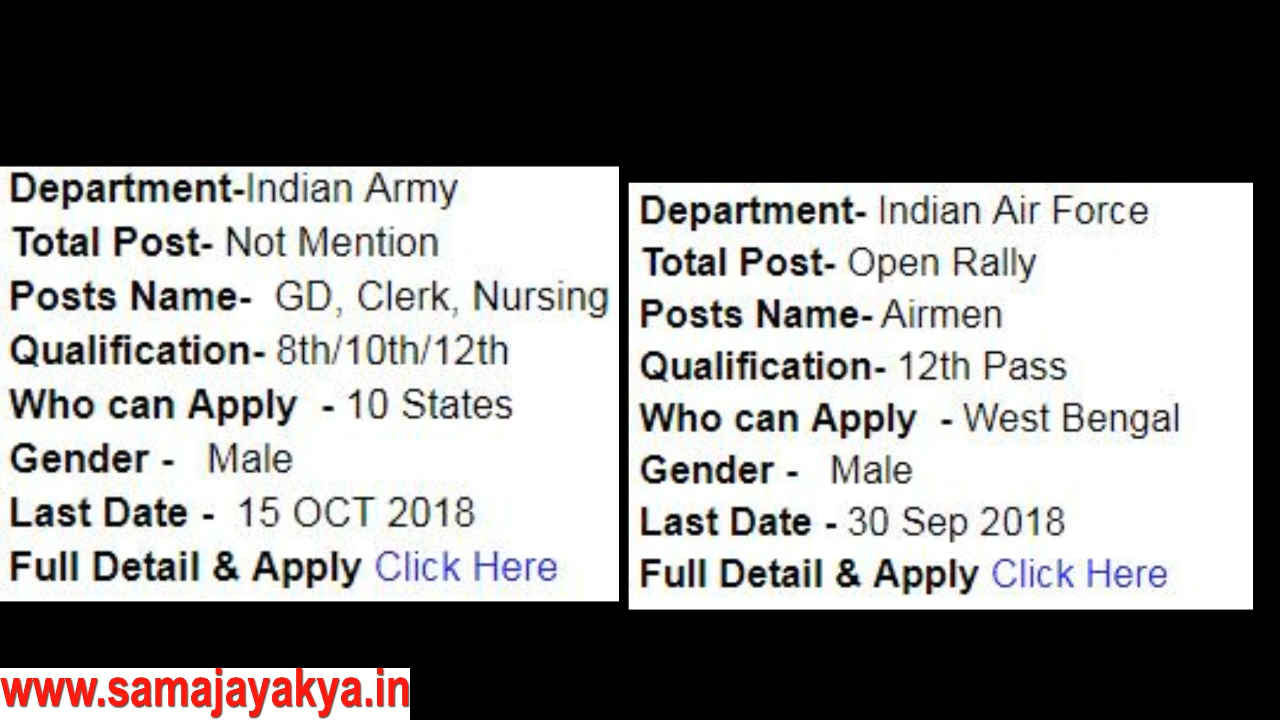 Department-Indian Army
Total Post- Not Mention
Posts Name-  GD, Clerk, Nursing
Qualification- 8th/10th/12th
Who can Apply  - 10 States
Gender -   Male
Last Date -  15 OCT 2018
Full Detail & Apply Click Here
Department- Indian Air Force
Total Post- Open Rally
Posts Name- Airmen
Qualification- 12th Pass
Who can Apply  - West Bengal
Gender -   Male
Last Date - 30 Sep 2018
Full Detail & Apply Click Here
www.samajayakya.in